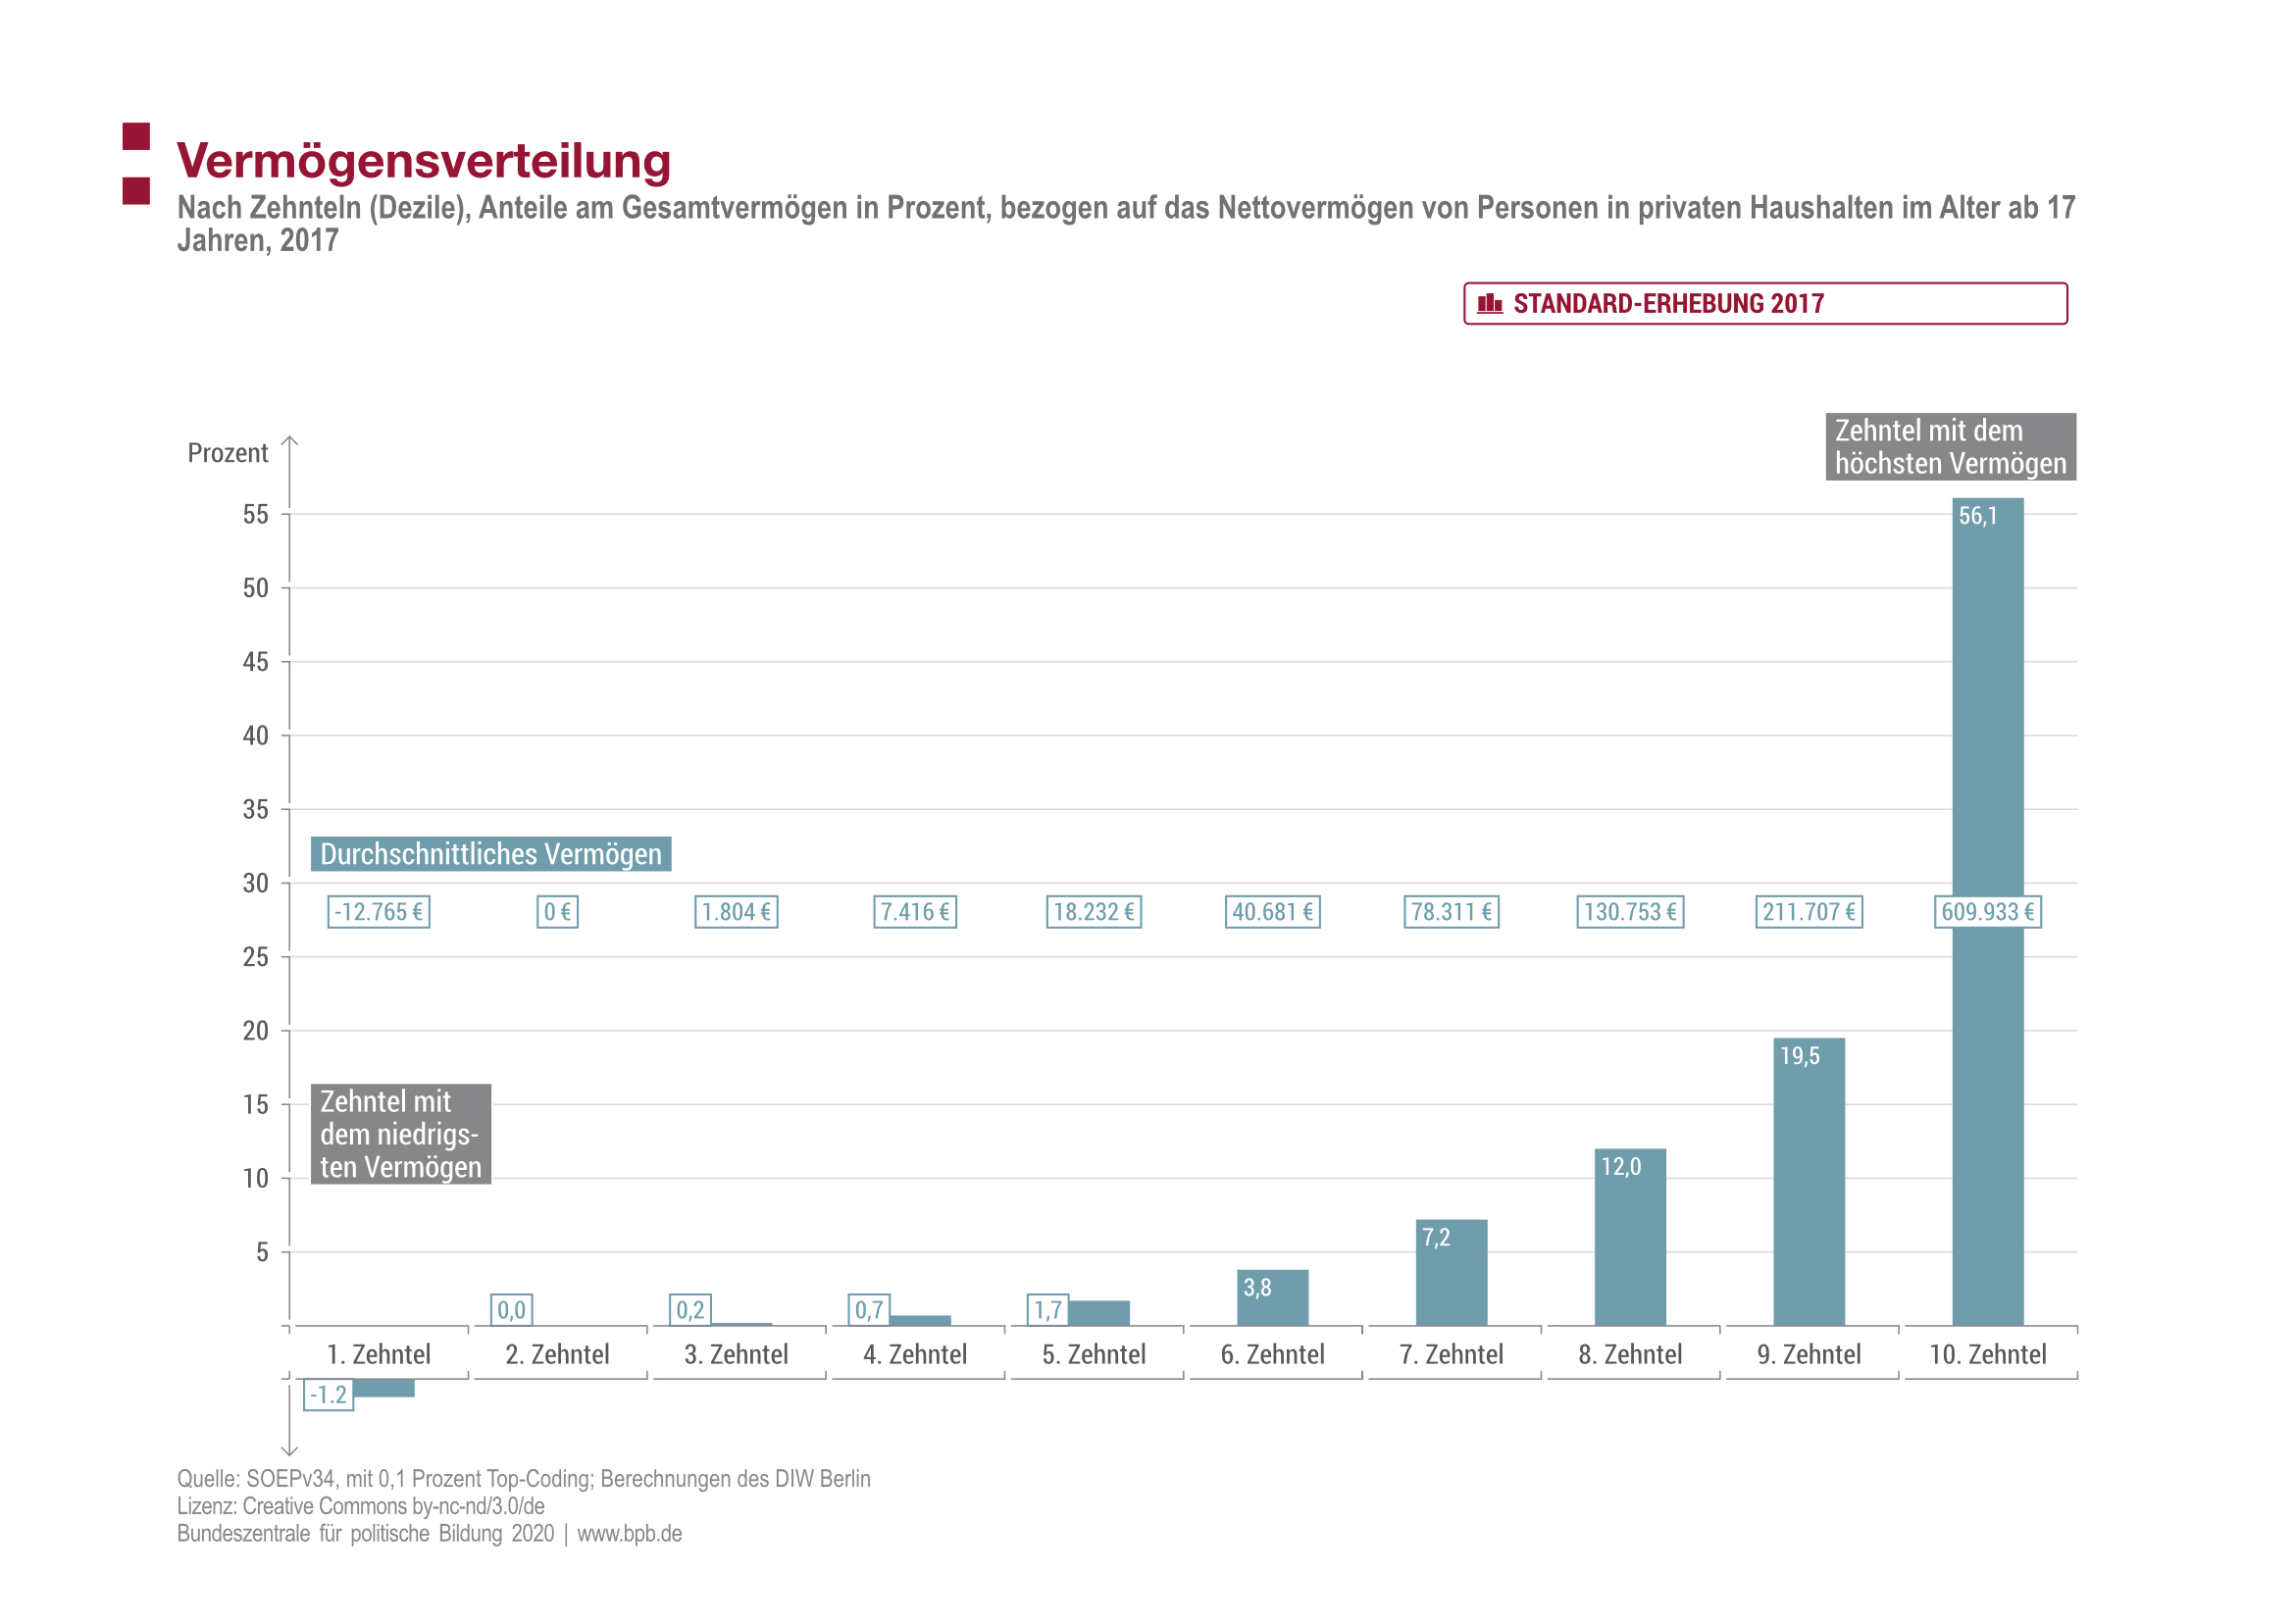 Vermögensverteilung
Nach Zehnteln (Dezile), Anteile am Gesamtvermögen in Prozent, bezogen auf das Nettovermögen von Personen in privaten Haushalten im Alter ab 17
Jahren, 2017
STANDARD-ERHEBUNG 2017
Zehntel mit dem
höchsten Vermögen
Prozent
55
56,1
50
45
40
35
Durchschnittliches Vermögen
30
-12.765 € 0 € 1.804 € 7.416 € 18.232 € 40.681 € 78.311 € 130.753 € 211.707 € 609.933 €
25
20
19,5
Zehntel mit
dem niedrigs-
ten Vermögen
15
10
12,0
7,2
5
3,8
0,0 0,2 0,7 1,7
1. Zehntel 2. Zehntel 3. Zehntel 4. Zehntel 5. Zehntel 6. Zehntel 7. Zehntel 8. Zehntel 9. Zehntel 10. Zehntel
-1.2
Quelle: SOEPv34, mit 0,1 Prozent Top-Coding; Berechnungen des DIW Berlin
Lizenz: Creative Commons by-nc-nd/3.0/de
Bundeszentrale für politische Bildung 2020 | www.bpb.de